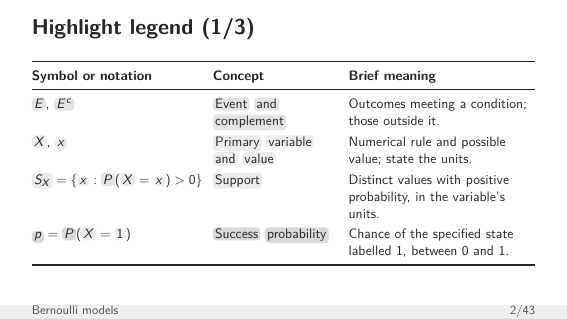 Highlight legend (1/3)
Symbol or notation Concept Brief meaning
E, Eᶜ Event and complement Outcomes meeting a condition; those outside it.
X, x Primary variable and value Numerical rule and possible value; state the units.
S_X = {x : P(X = x) > 0} Support Distinct values with positive probability, in the variable's units.
p = P(X = 1) Success probability Chance of the specified state labelled 1, between 0 and 1.
Bernoulli models 2/43